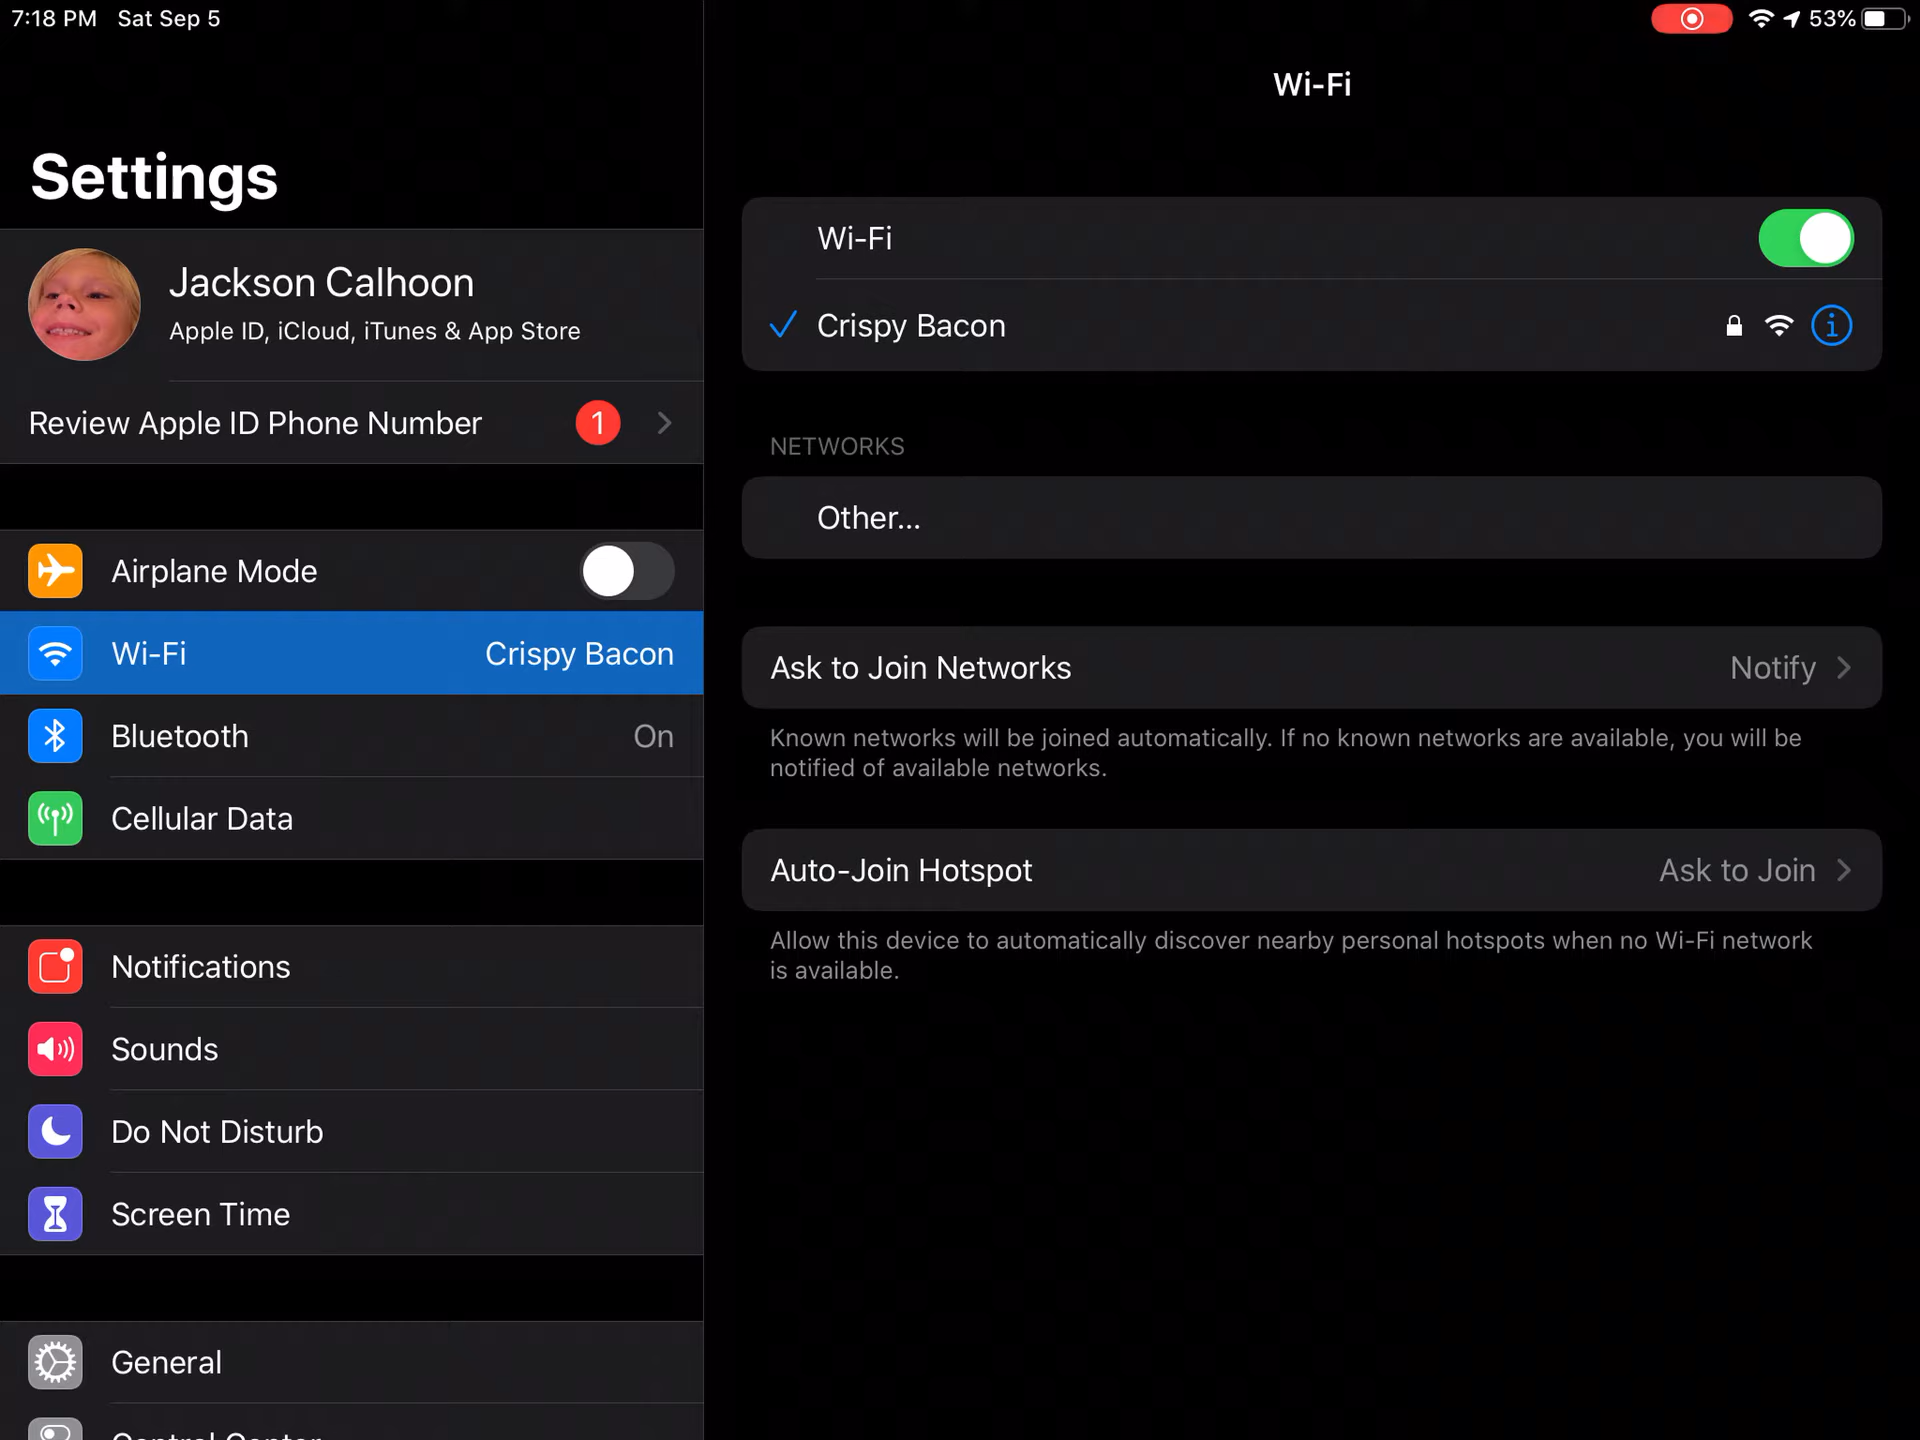 7:18 PM Sat Sep 5
53%
Settings
Jackson Calhoon
Apple ID, iCloud, iTunes & App Store
Review Apple ID Phone Number 1
Airplane Mode
Wi-Fi Crispy Bacon
Bluetooth On
Cellular Data
Notifications
Sounds
Do Not Disturb
Screen Time
General
Control Center
Wi-Fi
Wi-Fi
Crispy Bacon
NETWORKS
Other...
Ask to Join Networks Notify
Known networks will be joined automatically. If no known networks are available, you will be
notified of available networks.
Auto-Join Hotspot Ask to Join
Allow this device to automatically discover nearby personal hotspots when no Wi-Fi network
is available.